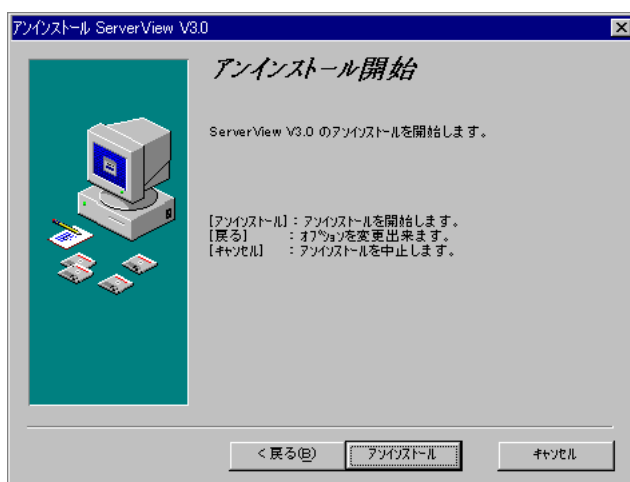 アンインストール ServerView V3.0
アンインストール開始
ServerView V3.0 のアンインストールを開始します。
[アンインストール]：アンインストールを開始します。
[戻る]　　：オプションを変更出来ます。
[キャンセル]　：アンインストールを中止します。
< 戻る(B)　アンインストール　キャンセル